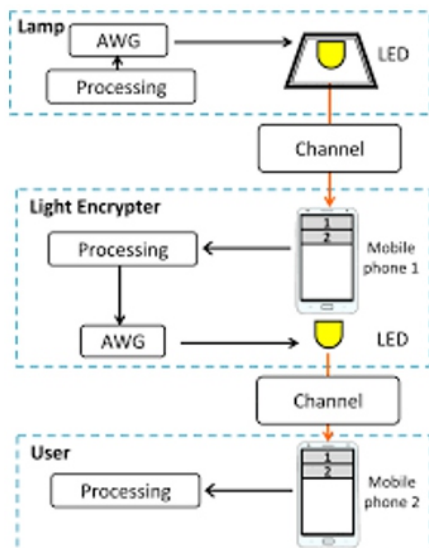 Lamp
AWG
LED
Processing
Channel
Light Encrypter
1
2
Processing
Mobile
phone 1
AWG
LED
Channel
User
1
2
Processing
Mobile
phone 2